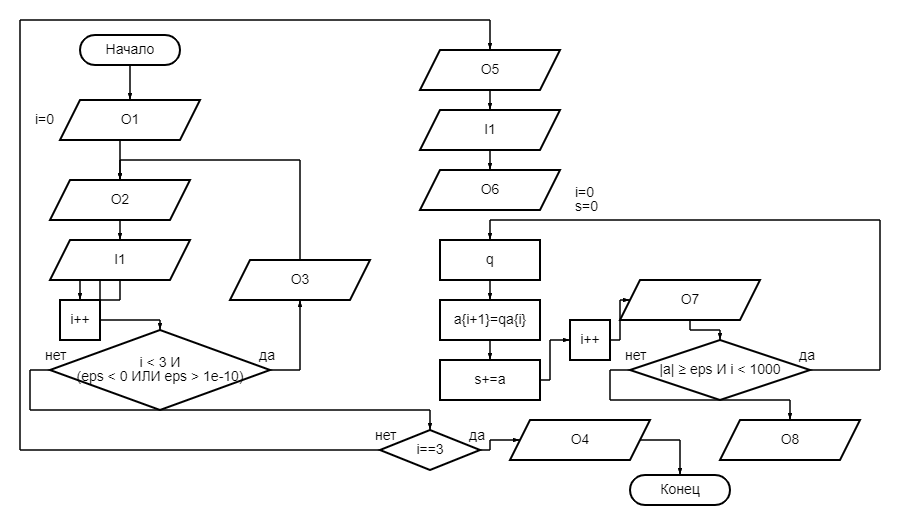 Начало
i=0
O1
O2
I1
O3
i++
нет
да
i < 3 И
(eps < 0 ИЛИ eps > 1e-10)
нет
да
i==3
O4
Конец
O5
I1
O6
i=0
s=0
q
a{i+1}=qa{i}
s+=a
i++
O7
нет
да
|a| ≥ eps И i < 1000
O8